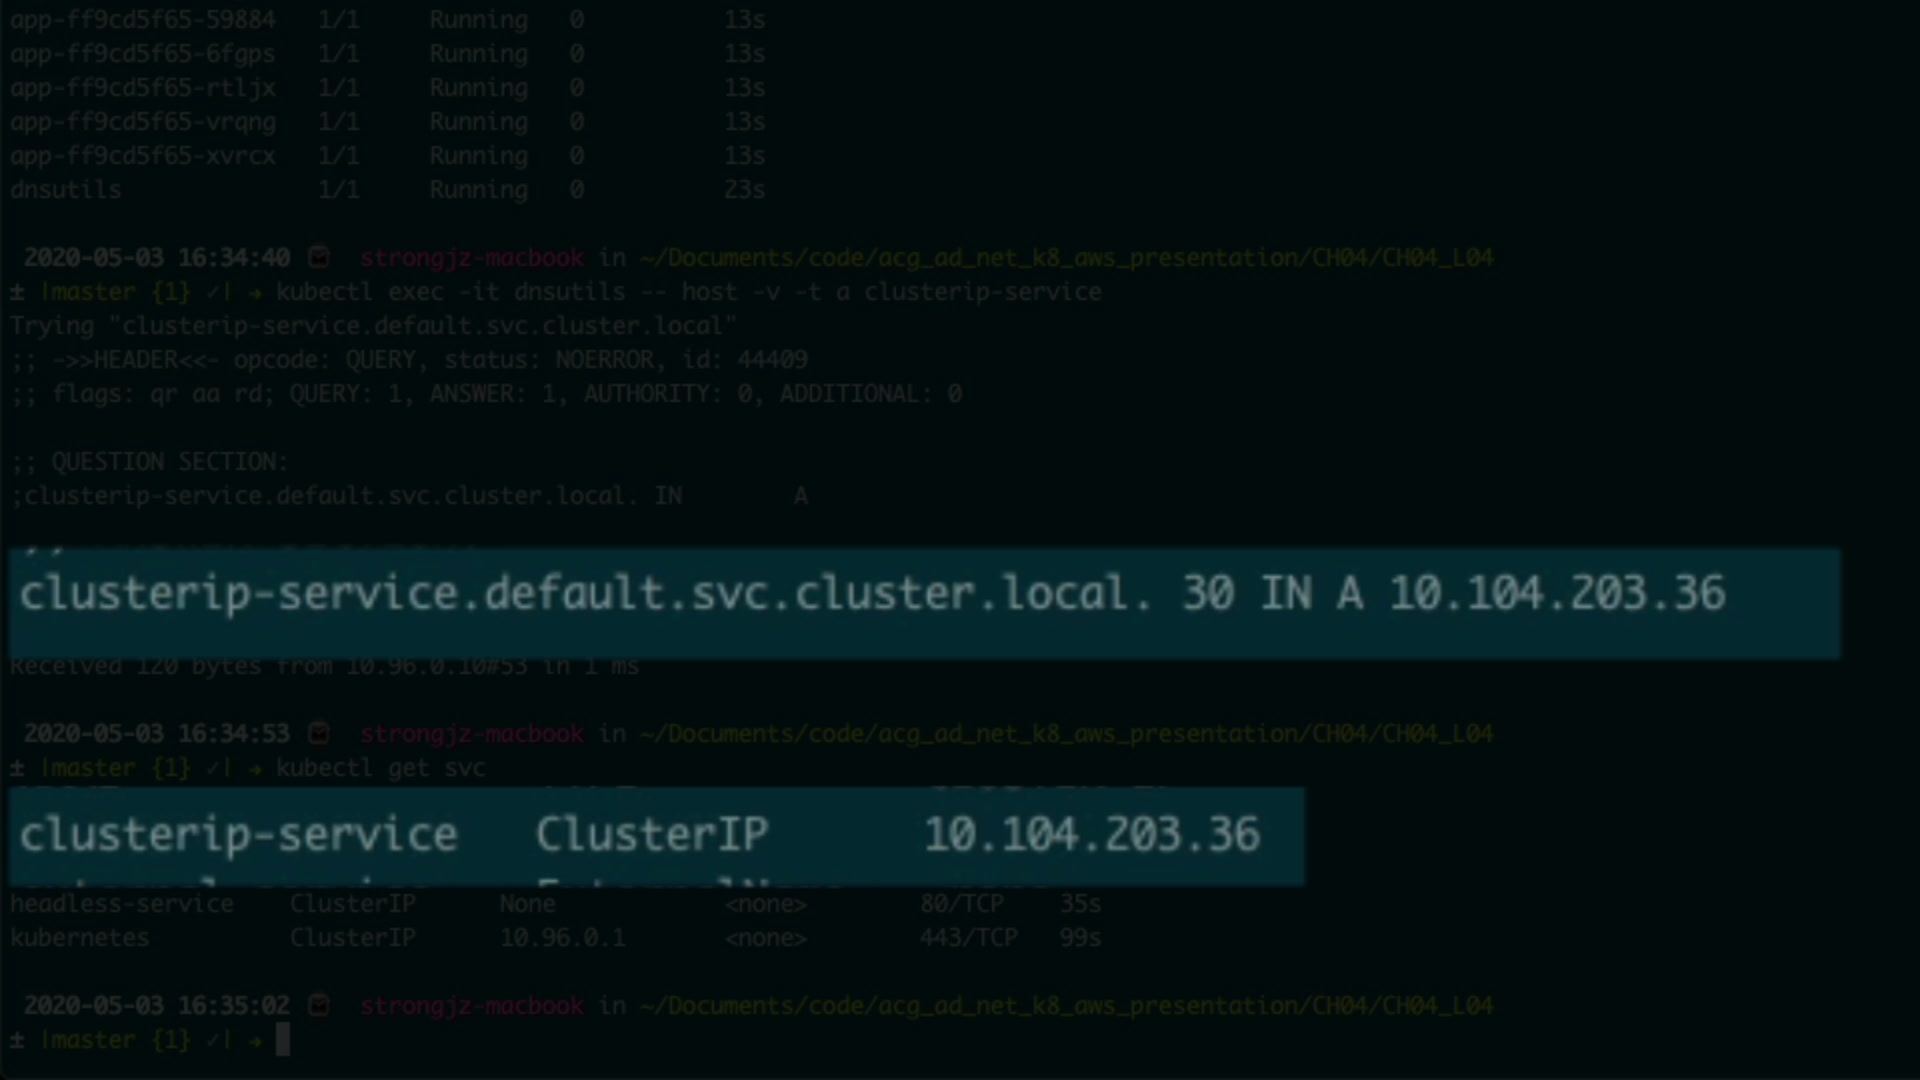 app-ff9cd5f65-59884   1/1     Running   0          13s
app-ff9cd5f65-6fgps   1/1     Running   0          13s
app-ff9cd5f65-rtljx   1/1     Running   0          13s
app-ff9cd5f65-vrqng   1/1     Running   0          13s
app-ff9cd5f65-xvrcx   1/1     Running   0          13s
dnsutils              1/1     Running   0          23s
2020-05-03 16:34:40 strongjz-macbook in ~/Documents/code/acg_ad_net_k8_aws_presentation/CH04/CH04_L04
± |master {1} ✓| → kubectl exec -it dnsutils -- host -v -t a clusterip-service
Trying "clusterip-service.default.svc.cluster.local"
;; ->>HEADER<<- opcode: QUERY, status: NOERROR, id: 44409
;; flags: qr aa rd; QUERY: 1, ANSWER: 1, AUTHORITY: 0, ADDITIONAL: 0
;; QUESTION SECTION:
;clusterip-service.default.svc.cluster.local. IN        A
clusterip-service.default.svc.cluster.local. 30 IN A 10.104.203.36
Received 120 bytes from 10.96.0.10#53 in 1 ms
2020-05-03 16:34:53 strongjz-macbook in ~/Documents/code/acg_ad_net_k8_aws_presentation/CH04/CH04_L04
± |master {1} ✓| → kubectl get svc
clusterip-service   ClusterIP      10.104.203.36
headless-service    ClusterIP      None            <none>        80/TCP    35s
kubernetes          ClusterIP      10.96.0.1       <none>        443/TCP   99s
2020-05-03 16:35:02 strongjz-macbook in ~/Documents/code/acg_ad_net_k8_aws_presentation/CH04/CH04_L04
± |master {1} ✓| →